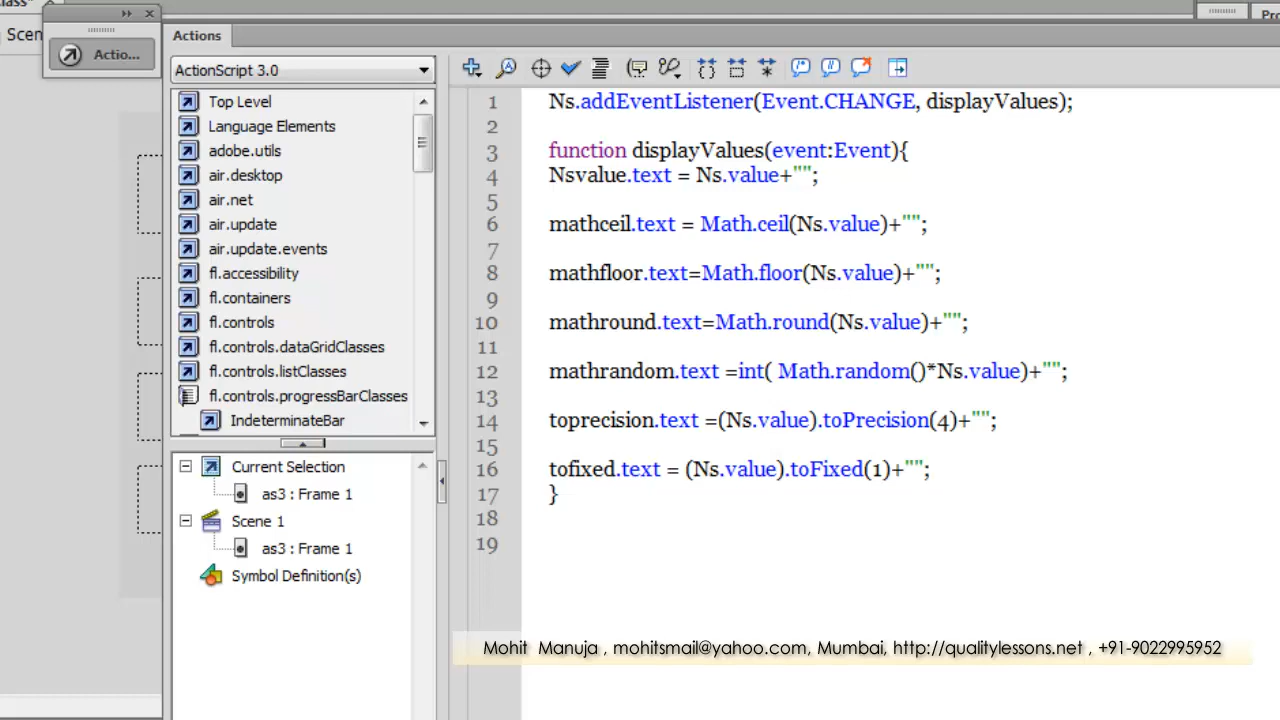 Scen
Actio...
Actions
ActionScript 3.0
Top Level
Language Elements
adobe.utils
air.desktop
air.net
air.update
air.update.events
fl.accessibility
fl.containers
fl.controls
fl.controls.dataGridClasses
fl.controls.listClasses
fl.controls.progressBarClasses
IndeterminateBar
Current Selection
as3 : Frame 1
Scene 1
as3 : Frame 1
Symbol Definition(s)
1 Ns.addEventListener(Event.CHANGE, displayValues);
2
3 function displayValues(event:Event){
4 Nsvalue.text = Ns.value+"";
5
6 mathceil.text = Math.ceil(Ns.value)+"";
7
8 mathfloor.text=Math.floor(Ns.value)+"";
9
10 mathround.text=Math.round(Ns.value)+"";
11
12 mathrandom.text =int( Math.random()*Ns.value)+"";
13
14 toprecision.text =(Ns.value).toPrecision(4)+"";
15
16 tofixed.text = (Ns.value).toFixed(1)+"";
17 }
18
19
Mohit Manuja , mohitsmail@yahoo.com, Mumbai, http://qualitylessons.net , +91-9022995952